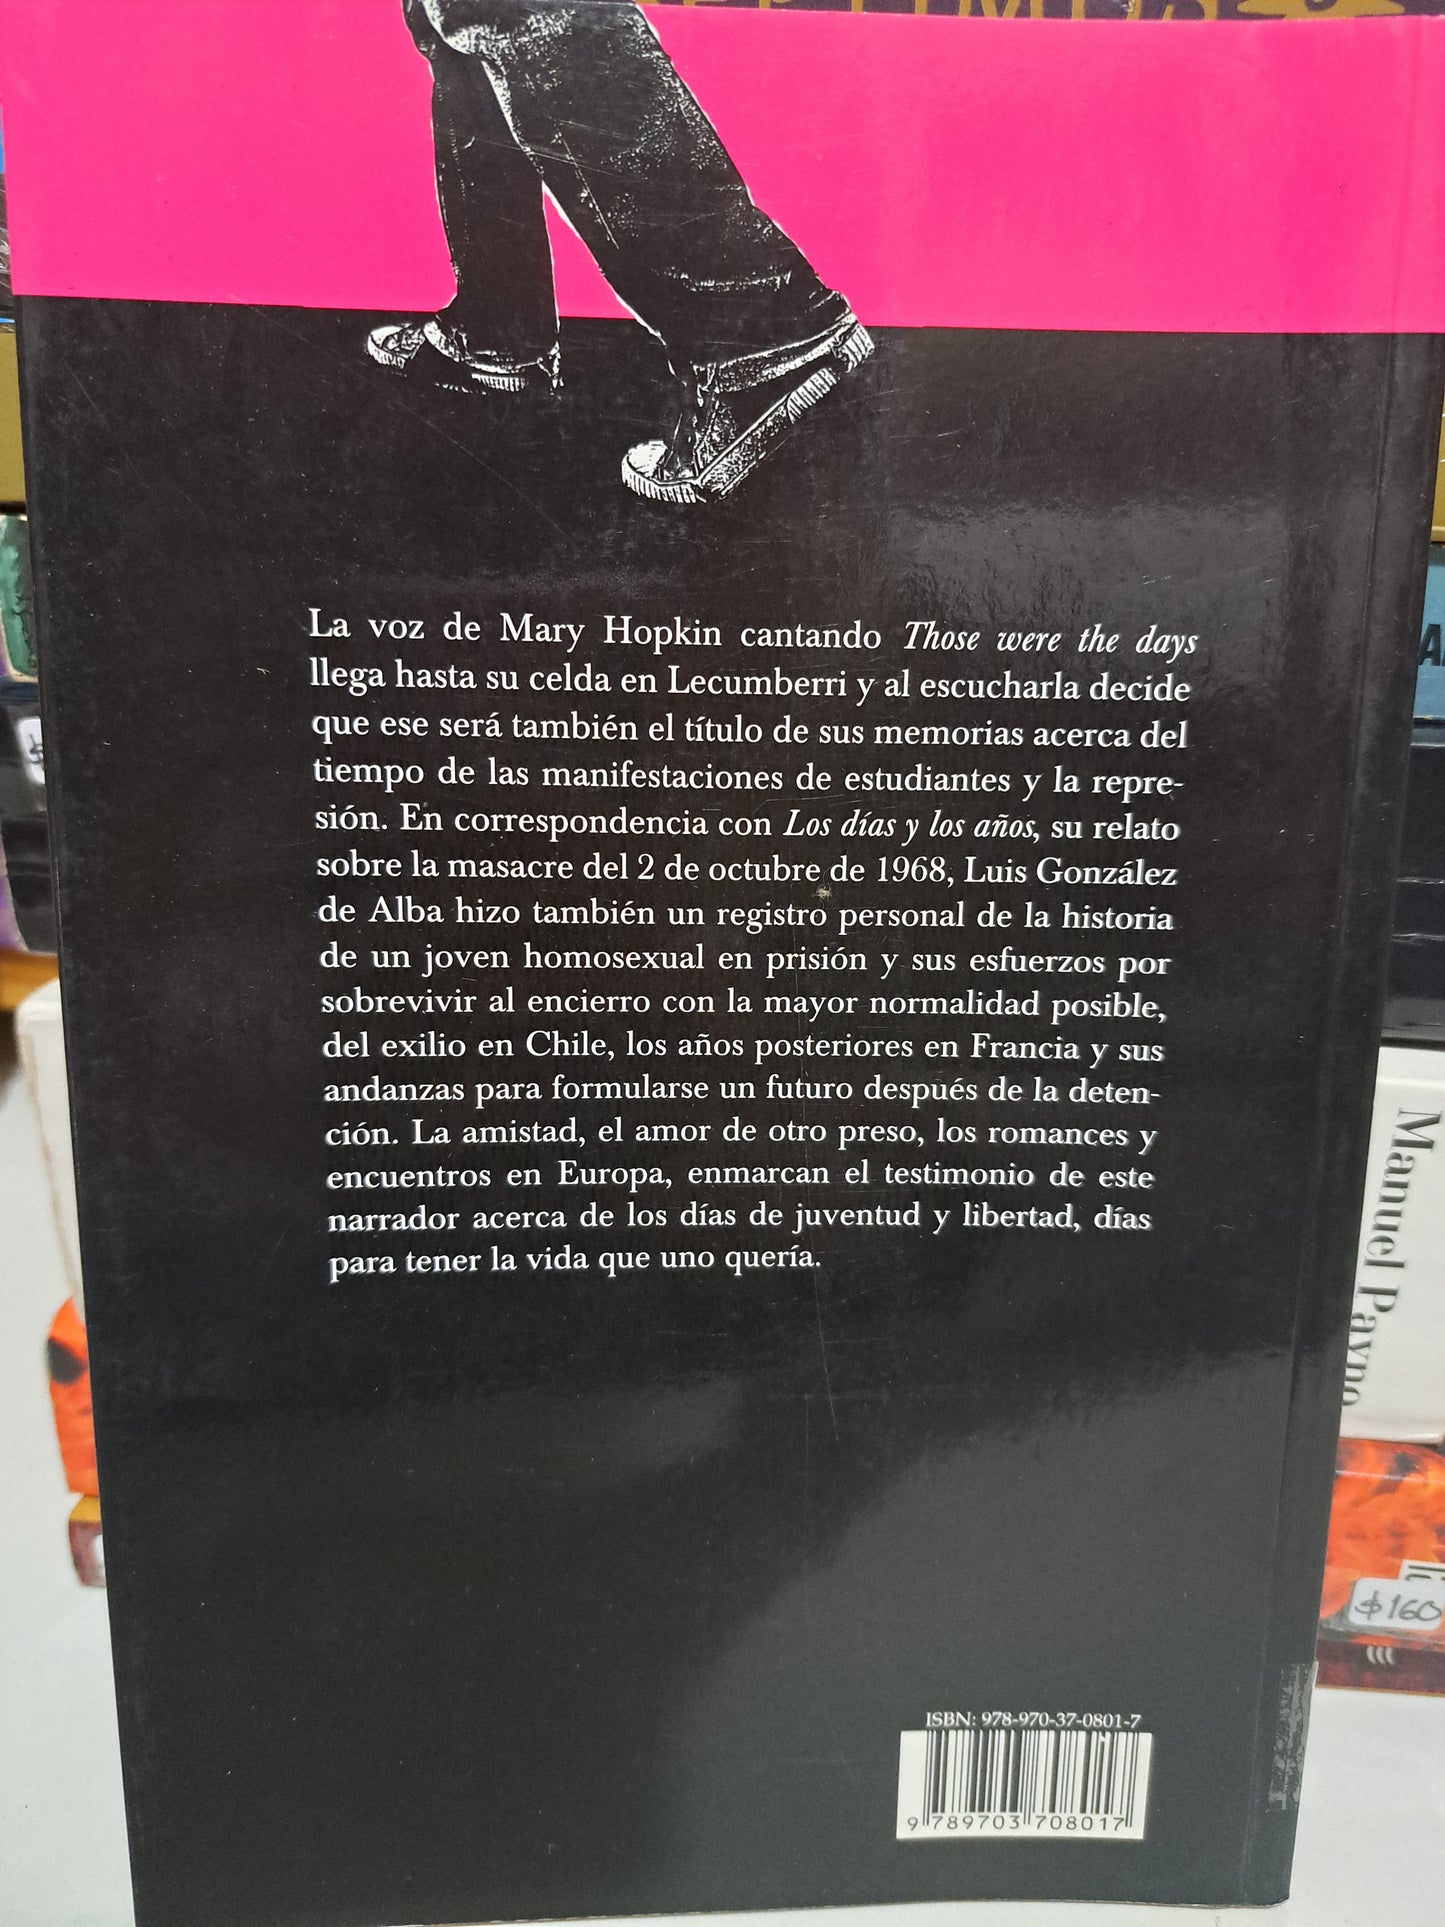 La voz de Mary Hopkin cantando Those were the days
llega hasta su celda en Lecumberri y al escucharla decide
que ese será también el título de sus memorias acerca del
tiempo de las manifestaciones de estudiantes y la repre-
sión. En correspondencia con Los días y los años, su relato
sobre la masacre del 2 de octubre de 1968, Luis González
de Alba hizo también un registro personal de la historia
de un joven homosexual en prisión y sus esfuerzos por
sobrevivir al encierro con la mayor normalidad posible,
del exilio en Chile, los años posteriores en Francia y sus
andanzas para formularse un futuro después de la deten-
ción. La amistad, el amor de otro preso, los romances y
encuentros en Europa, enmarcan el testimonio de este
narrador acerca de los días de juventud y libertad, días
para tener la vida que uno quería.
Manuel Payno
$160
ISBN: 978-970-37-0801-7
9 789703 708017